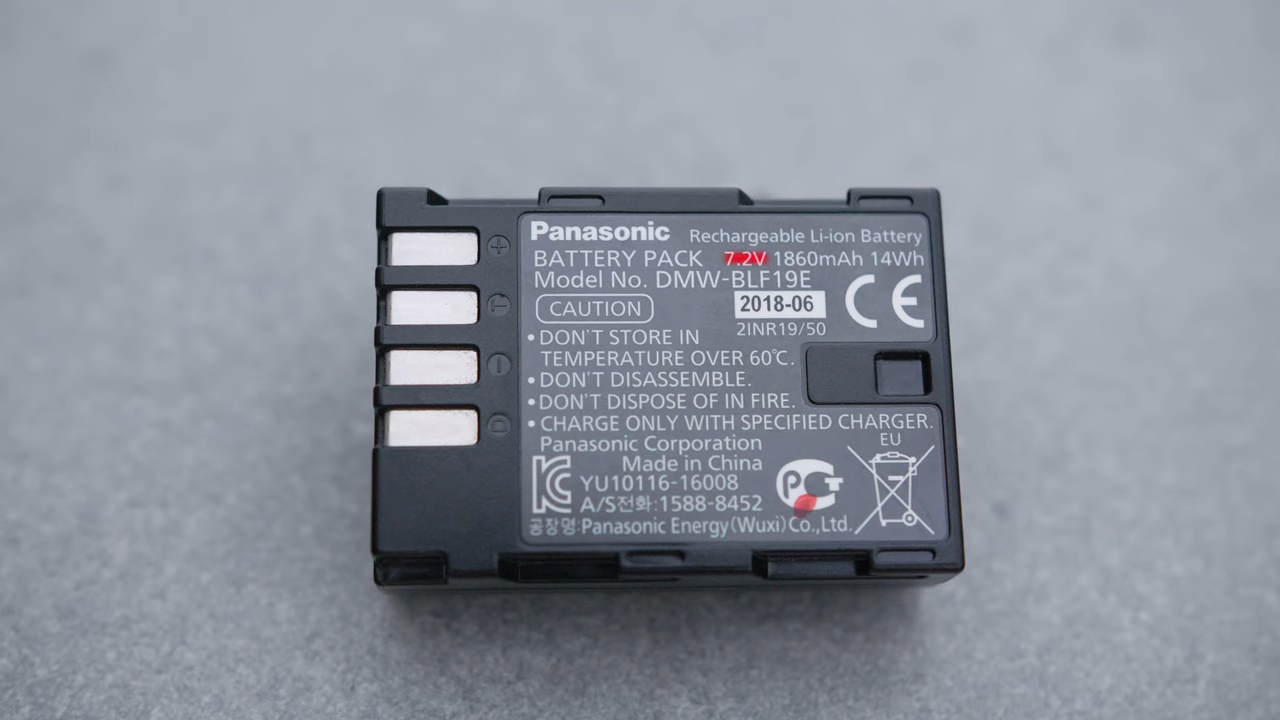 Panasonic Rechargeable Li-ion Battery
BATTERY PACK 7.2V 1860mAh 14Wh
Model No. DMW-BLF19E
CAUTION 2018-06 CE
2INR19/50
• DON'T STORE IN
TEMPERATURE OVER 60℃.
• DON'T DISASSEMBLE.
• DON'T DISPOSE OF IN FIRE.
• CHARGE ONLY WITH SPECIFIED CHARGER.
Panasonic Corporation EU
Made in China
YU10116-16008
A/S전화:1588-8452
공장명:Panasonic Energy(Wuxi)Co.,Ltd.
+
T
-
D